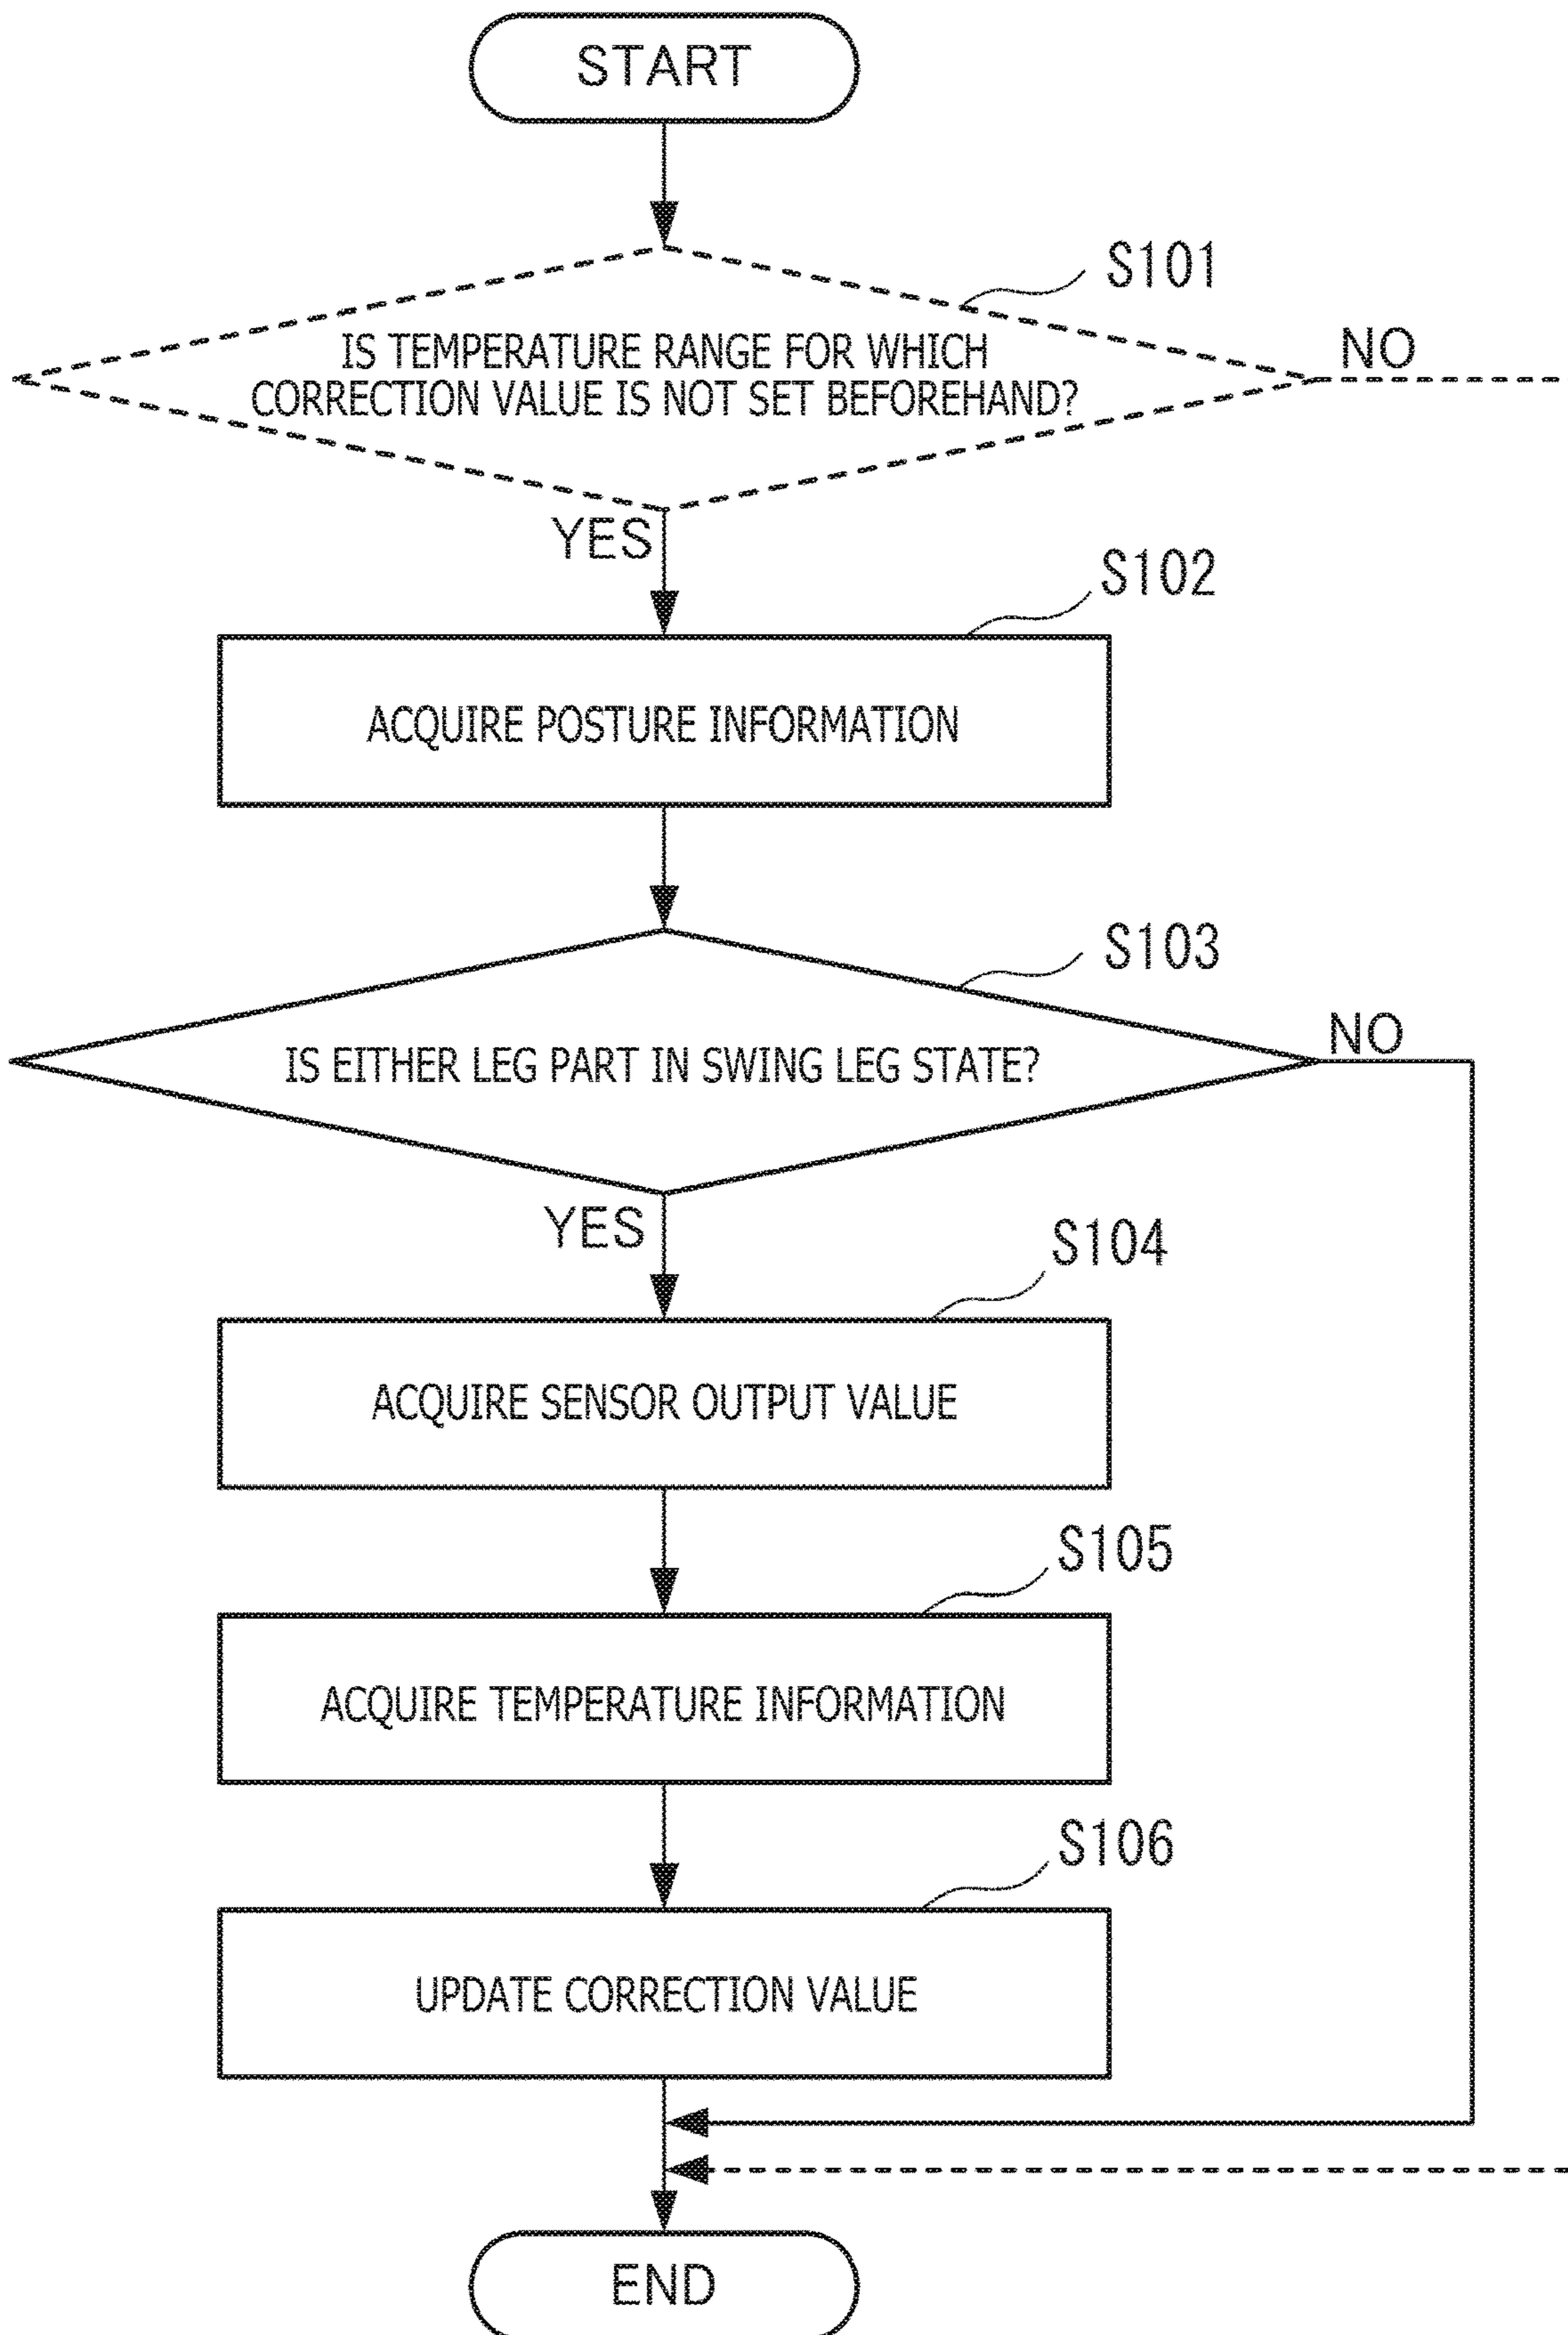 START
S101
IS TEMPERATURE RANGE FOR WHICH
CORRECTION VALUE IS NOT SET BEFOREHAND?
NO
YES
S102
ACQUIRE POSTURE INFORMATION
S103
IS EITHER LEG PART IN SWING LEG STATE?
NO
YES
S104
ACQUIRE SENSOR OUTPUT VALUE
S105
ACQUIRE TEMPERATURE INFORMATION
S106
UPDATE CORRECTION VALUE
END